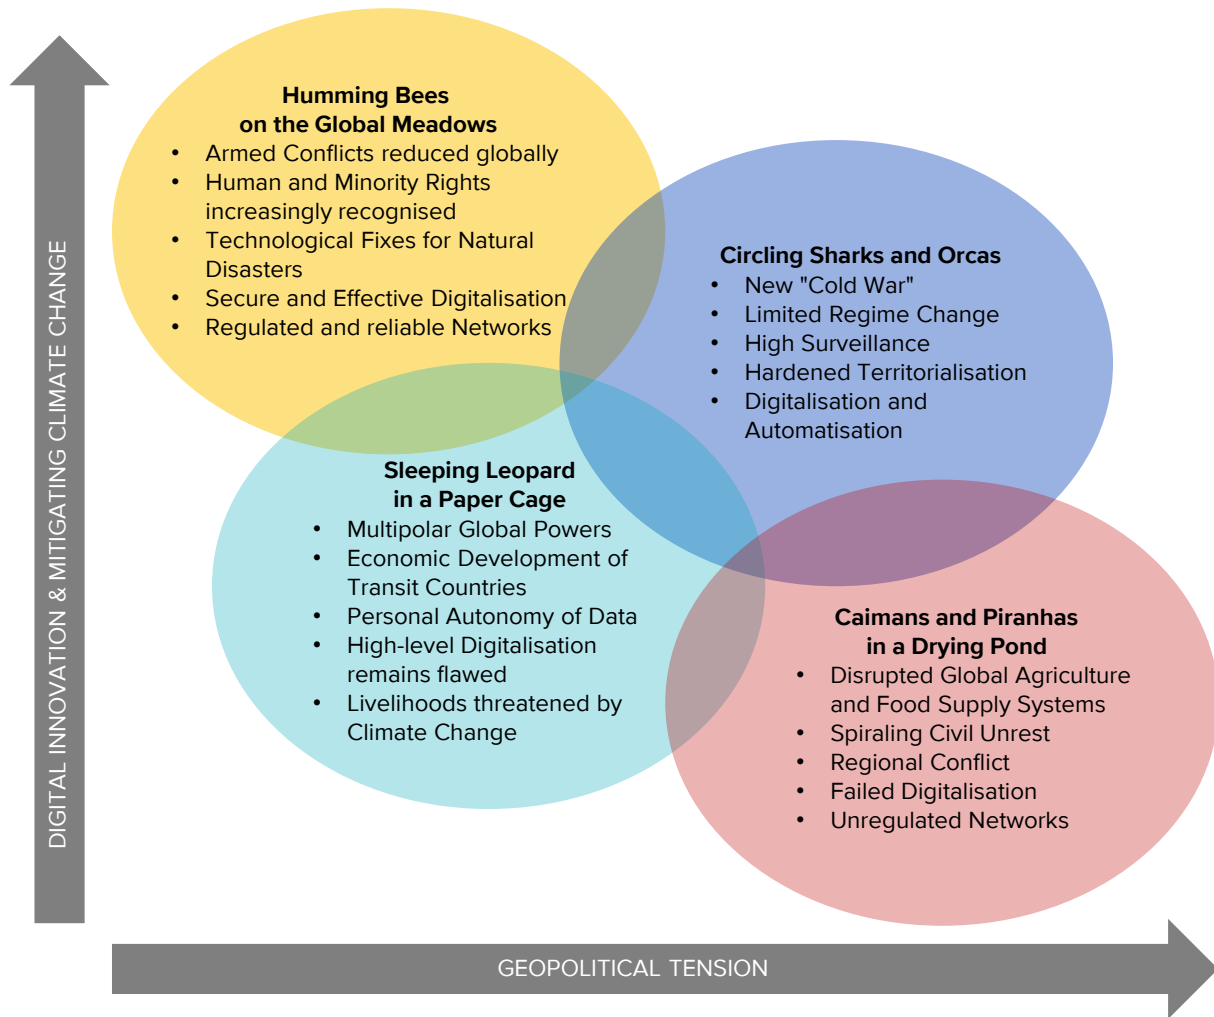 Humming Bees
on the Global Meadows
• Armed Conflicts reduced globally
• Human and Minority Rights
increasingly recognised
• Technological Fixes for Natural
Disasters
• Secure and Effective Digitalisation
• Regulated and reliable Networks
Circling Sharks and Orcas
• New "Cold War"
• Limited Regime Change
• High Surveillance
• Hardened Territorialisation
• Digitalisation and
Automatisation
Sleeping Leopard
in a Paper Cage
• Multipolar Global Powers
• Economic Development of
Transit Countries
• Personal Autonomy of Data
• High-level Digitalisation
remains flawed
• Livelihoods threatened by
Climate Change
Caimans and Piranhas
in a Drying Pond
• Disrupted Global Agriculture
and Food Supply Systems
• Spiraling Civil Unrest
• Regional Conflict
• Failed Digitalisation
• Unregulated Networks
DIGITAL INNOVATION & MITIGATING CLIMATE CHANGE
GEOPOLITICAL TENSION